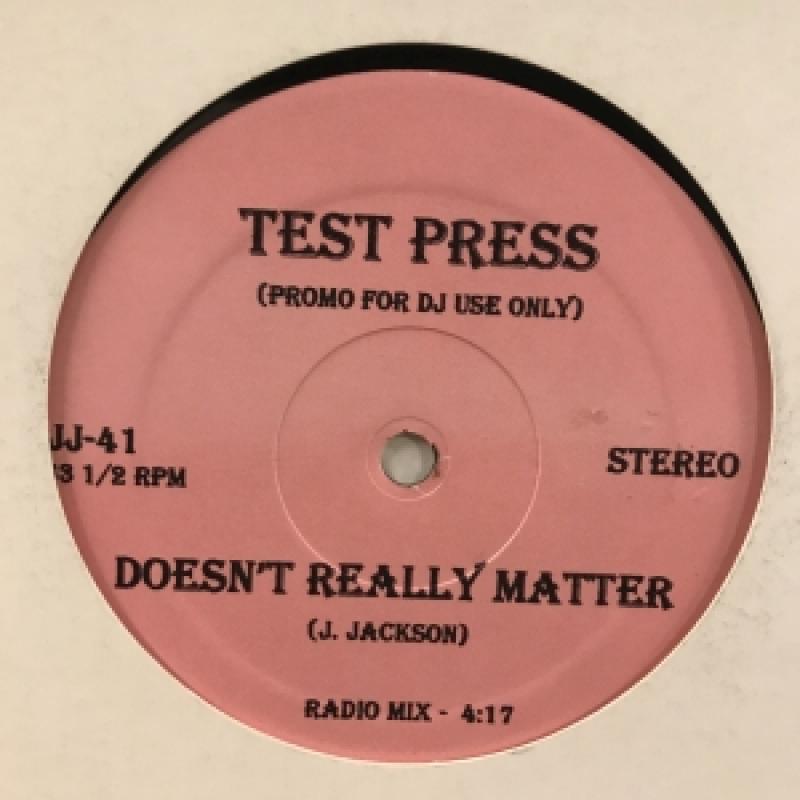 TEST PRESS
(PROMO FOR DJ USE ONLY)
JJ-41
3 1/2 RPM
STEREO
DOESN'T REALLY MATTER
(J. JACKSON)
RADIO MIX - 4:17